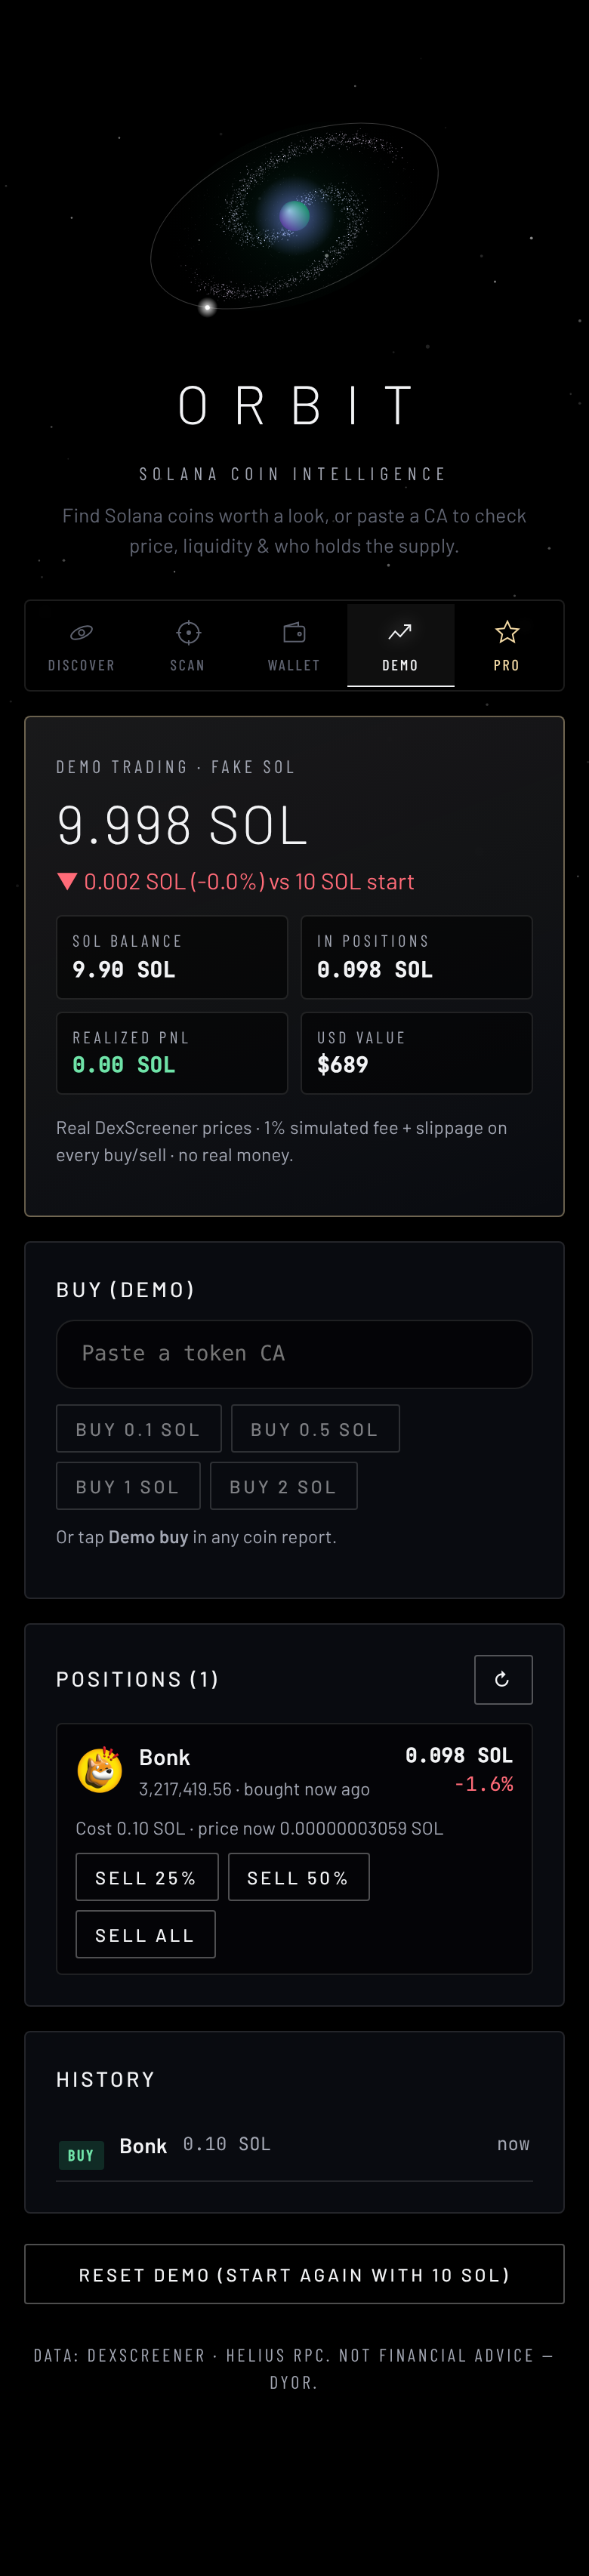 ORBIT
SOLANA COIN INTELLIGENCE
Find Solana coins worth a look, or paste a CA to check
price, liquidity & who holds the supply.
DISCOVER
SCAN
WALLET
DEMO
PRO
DEMO TRADING · FAKE SOL
9.998 SOL
▼ 0.002 SOL (-0.0%) vs 10 SOL start
SOL BALANCE
9.90 SOL
IN POSITIONS
0.098 SOL
REALIZED PNL
0.00 SOL
USD VALUE
$689
Real DexScreener prices · 1% simulated fee + slippage on
every buy/sell · no real money.
BUY (DEMO)
Paste a token CA
BUY 0.1 SOL
BUY 0.5 SOL
BUY 1 SOL
BUY 2 SOL
Or tap Demo buy in any coin report.
POSITIONS (1)
↻
Bonk
0.098 SOL
3,217,419.56 · bought now ago
-1.6%
Cost 0.10 SOL · price now 0.00000003059 SOL
SELL 25%
SELL 50%
SELL ALL
HISTORY
BUY Bonk 0.10 SOL now
RESET DEMO (START AGAIN WITH 10 SOL)
DATA: DEXSCREENER · HELIUS RPC. NOT FINANCIAL ADVICE —
DYOR.